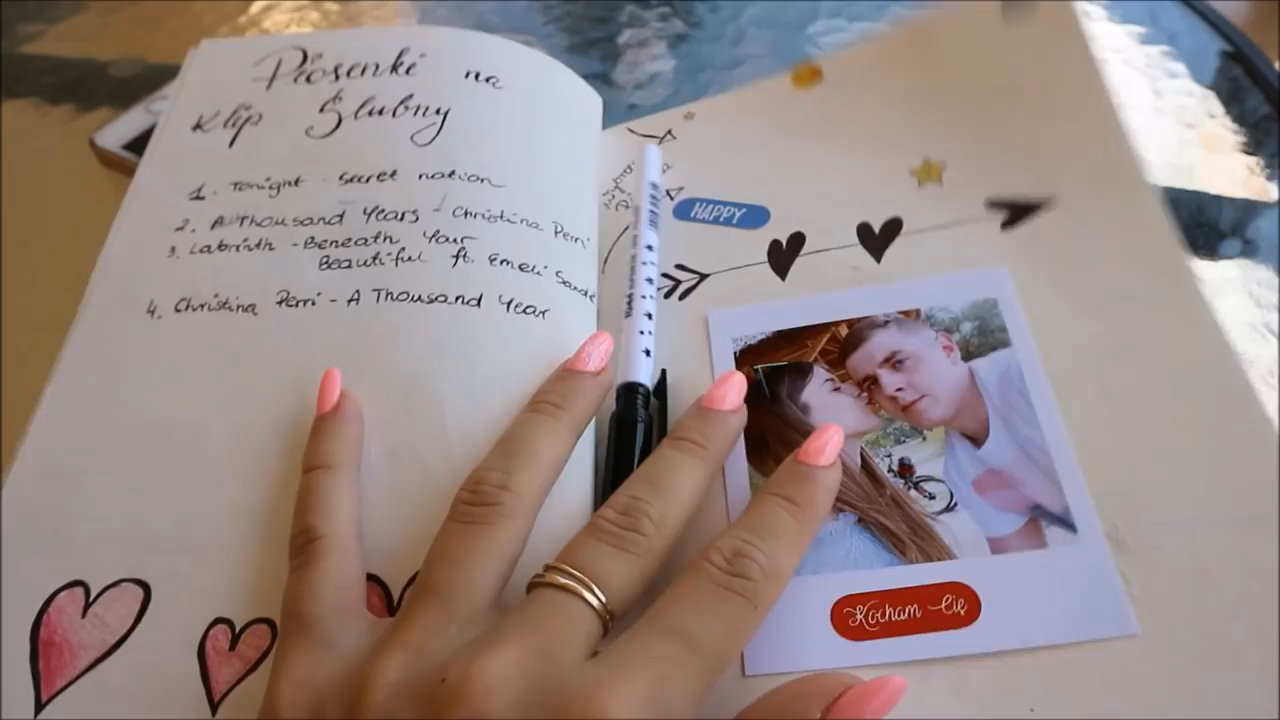 Piosenki na
klip Ślubny
1. Tonight - secret nation
2. A Thousand Years - Christina Perri
3. Labrinth - Beneath Your
Beautiful ft. Emeli Sande
4. Christina Perri - A Thousand Year
HAPPY
Kocham Cię